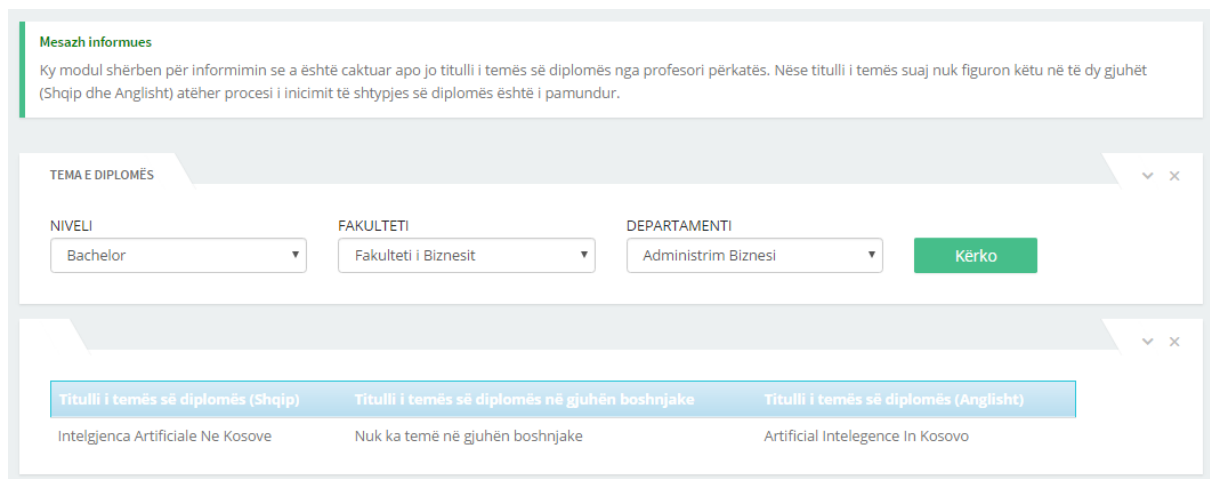 Mesazh informues
Ky modul shërben për informimin se a është caktuar apo jo titulli i temës së diplomës nga profesori përkatës. Nëse titulli i temës suaj nuk figuron këtu në të dy gjuhët
(Shqip dhe Anglisht) atëher procesi i inicimit të shtypjes së diplomës është i pamundur.
TEMA E DIPLOMËS
NIVELI FAKULTETI DEPARTAMENTI
Bachelor Fakulteti i Biznesit Administrim Biznesi Kërko
Titulli i temës së diplomës (Shqip) Titulli i temës së diplomës në gjuhën boshnjake Titulli i temës së diplomës (Anglisht)
Intelgjenca Artificiale Ne Kosove Nuk ka temë në gjuhën boshnjake Artificial Intelegence In Kosovo